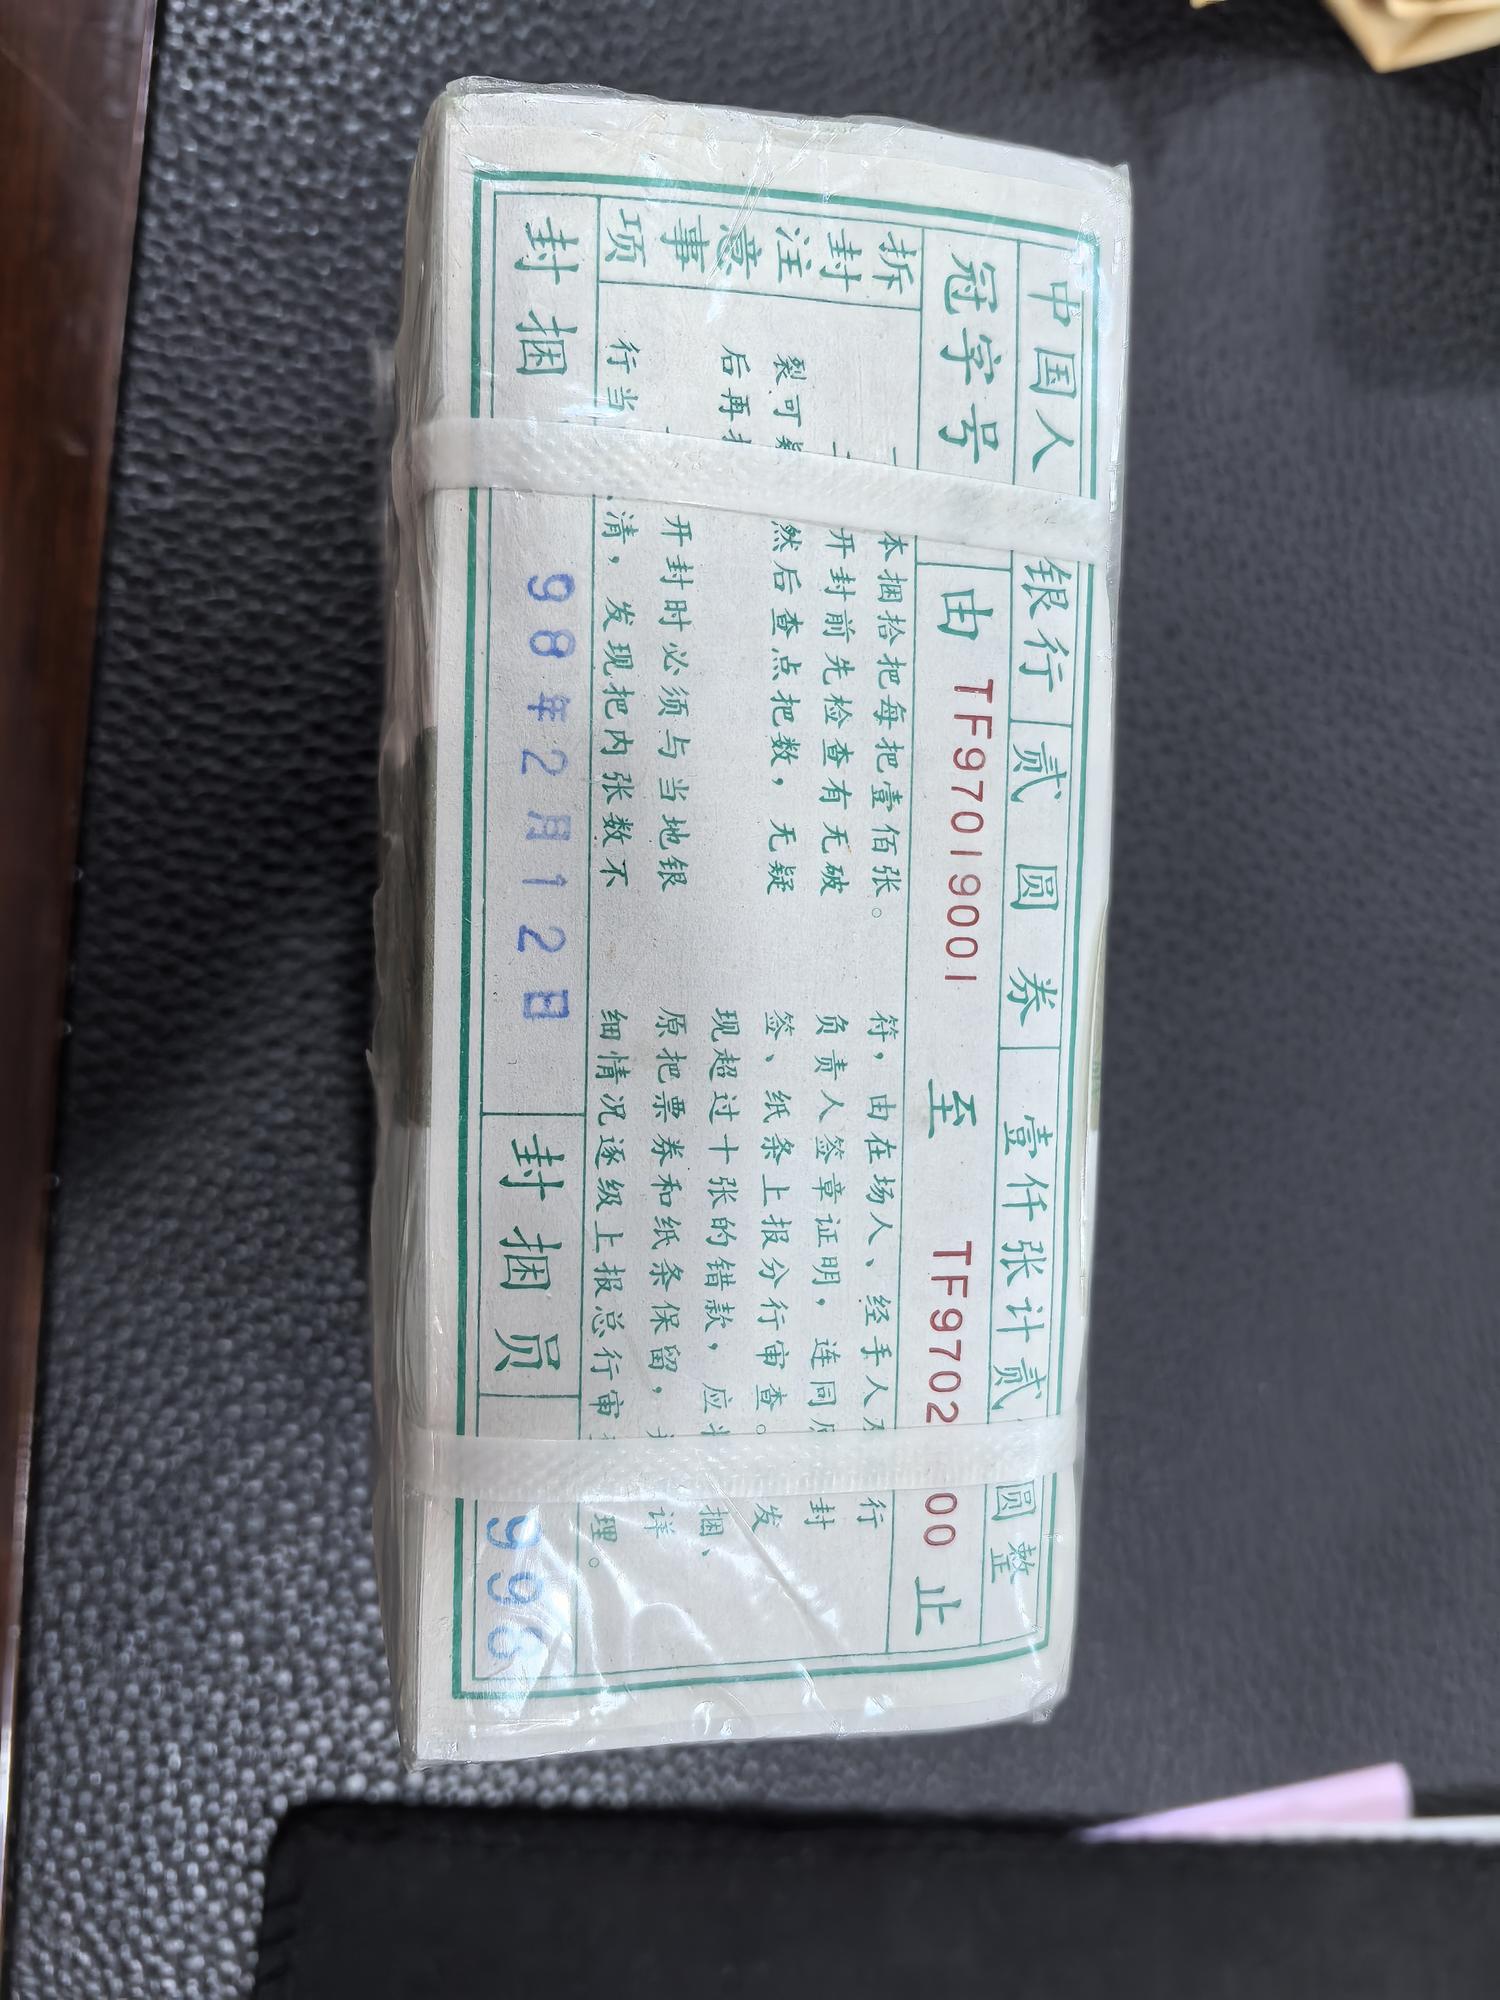 中国人 银行 贰圆券 壹仟张计贰 圆整
冠字号 由 TF97019001 至 TF9702 00 止
拆封注意事项
本捆拾把每把壹佰张。
开封前先检查有无破
裂可疑 然后查点把数，无疑
后再
开封时必须与当地银
行当 清，发现把内张数不
符，由在场人、经手人 行
负责人签章证明，连同 封
签、纸条上报分行审查。 发
现超过十张的错款，应 捆、
原把票券和纸条保留， 详
细情况逐级上报总行审 理。
封捆 98年2月12日 封捆员 996